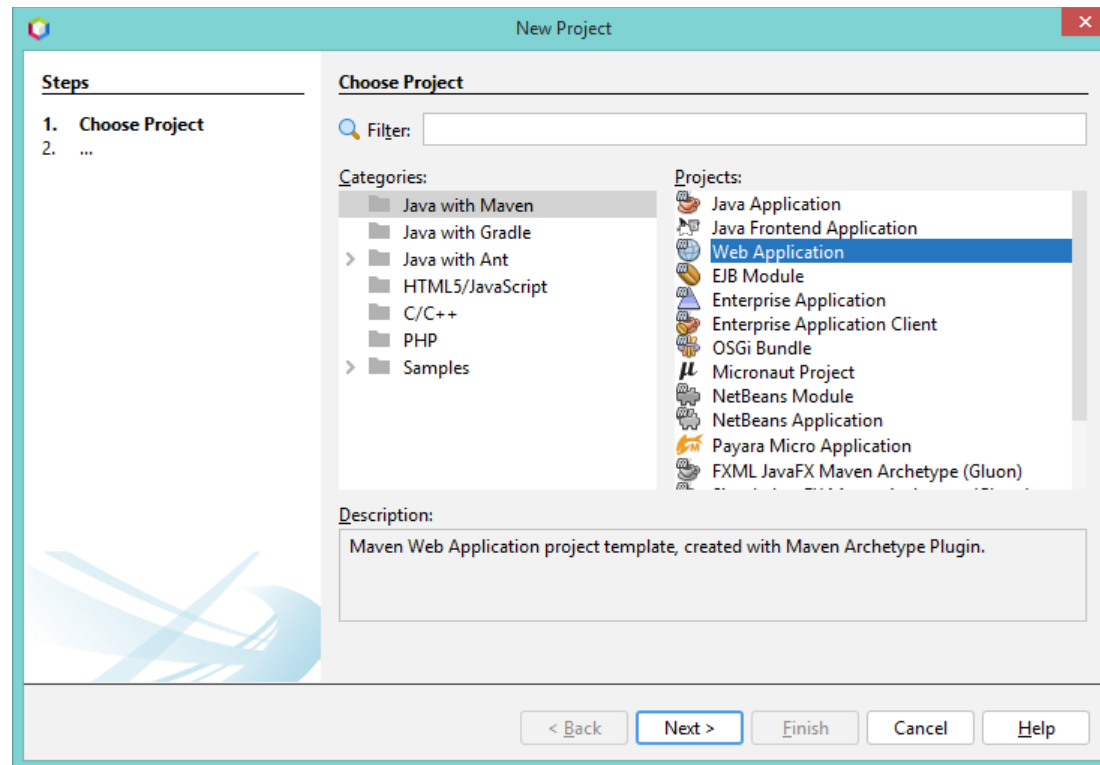 New Project
Steps
1. Choose Project
2. ...
Choose Project
Filter:
Categories:
Java with Maven
Java with Gradle
Java with Ant
HTML5/JavaScript
C/C++
PHP
Samples
Projects:
Java Application
Java Frontend Application
Web Application
EJB Module
Enterprise Application
Enterprise Application Client
OSGi Bundle
Micronaut Project
NetBeans Module
NetBeans Application
Payara Micro Application
FXML JavaFX Maven Archetype (Gluon)
Description:
Maven Web Application project template, created with Maven Archetype Plugin.
< Back
Next >
Finish
Cancel
Help